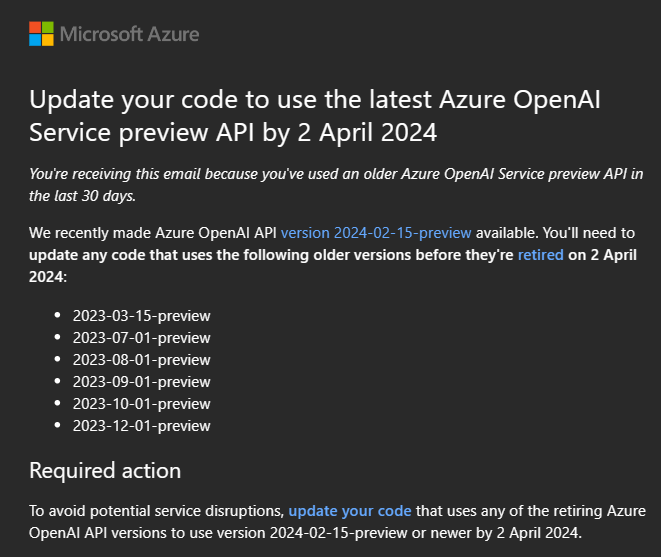 Microsoft Azure
Update your code to use the latest Azure OpenAI
Service preview API by 2 April 2024
You're receiving this email because you've used an older Azure OpenAI Service preview API in
the last 30 days.
We recently made Azure OpenAI API version 2024-02-15-preview available. You'll need to
update any code that uses the following older versions before they're retired on 2 April
2024:
• 2023-03-15-preview
• 2023-07-01-preview
• 2023-08-01-preview
• 2023-09-01-preview
• 2023-10-01-preview
• 2023-12-01-preview
Required action
To avoid potential service disruptions, update your code that uses any of the retiring Azure
OpenAI API versions to use version 2024-02-15-preview or newer by 2 April 2024.